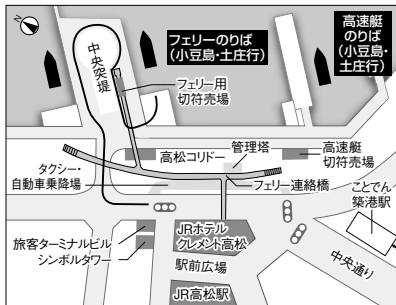 高速艇
のりば
（小豆島・
土庄行）
フェリーのりば
（小豆島・土庄行）
中央突堤
フェリー用
切符売場
高松コリドー
管理塔
高速艇
切符売場
タクシー・
自動車乗降場
フェリー連絡橋
ことでん
築港駅
旅客ターミナルビル
シンボルタワー
JRホテル
クレメント高松
駅前広場
中央通り
JR高松駅